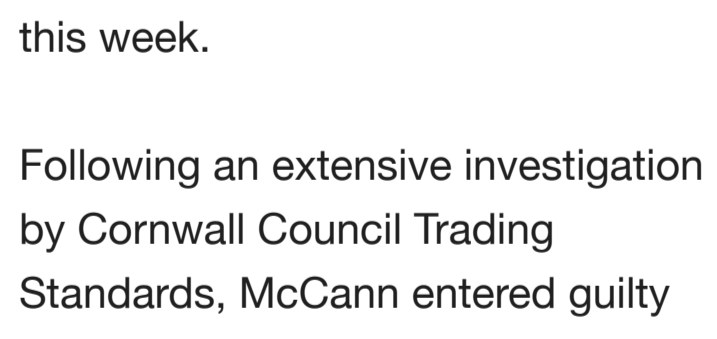 this week.
Following an extensive investigation
by Cornwall Council Trading
Standards, McCann entered guilty